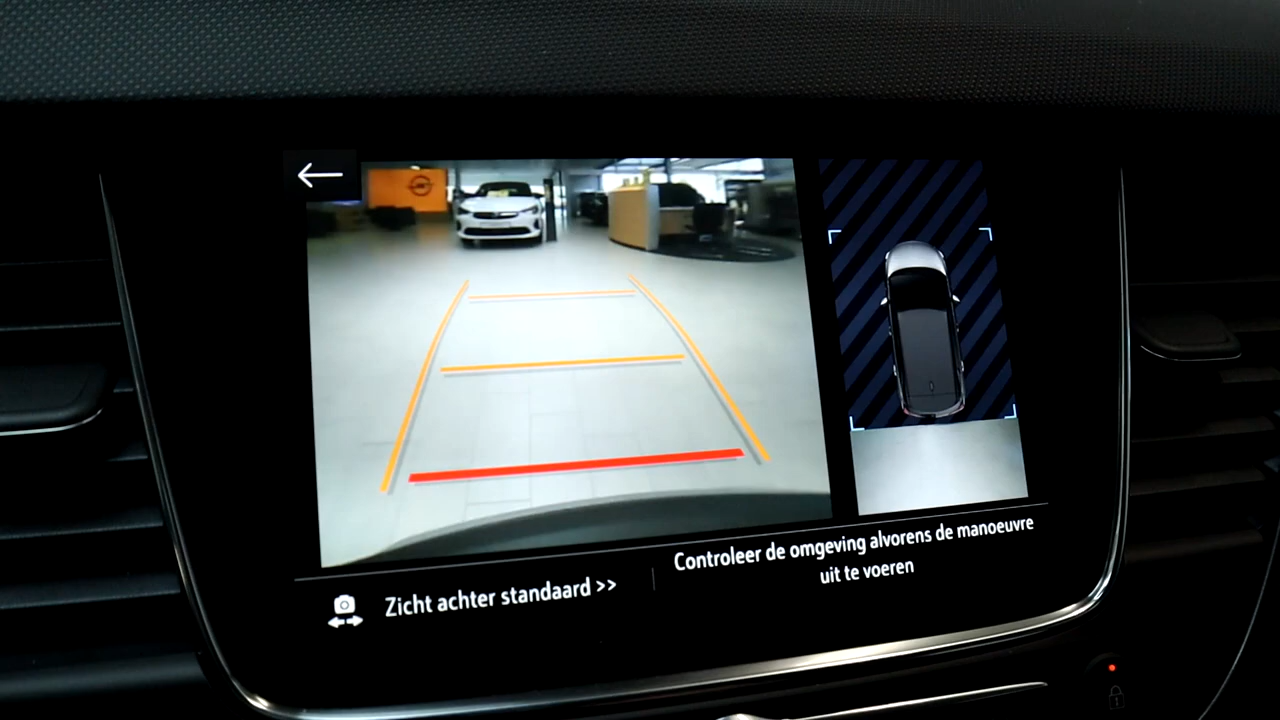 Zicht achter standaard >>
Controleer de omgeving alvorens de manoeuvre
uit te voeren